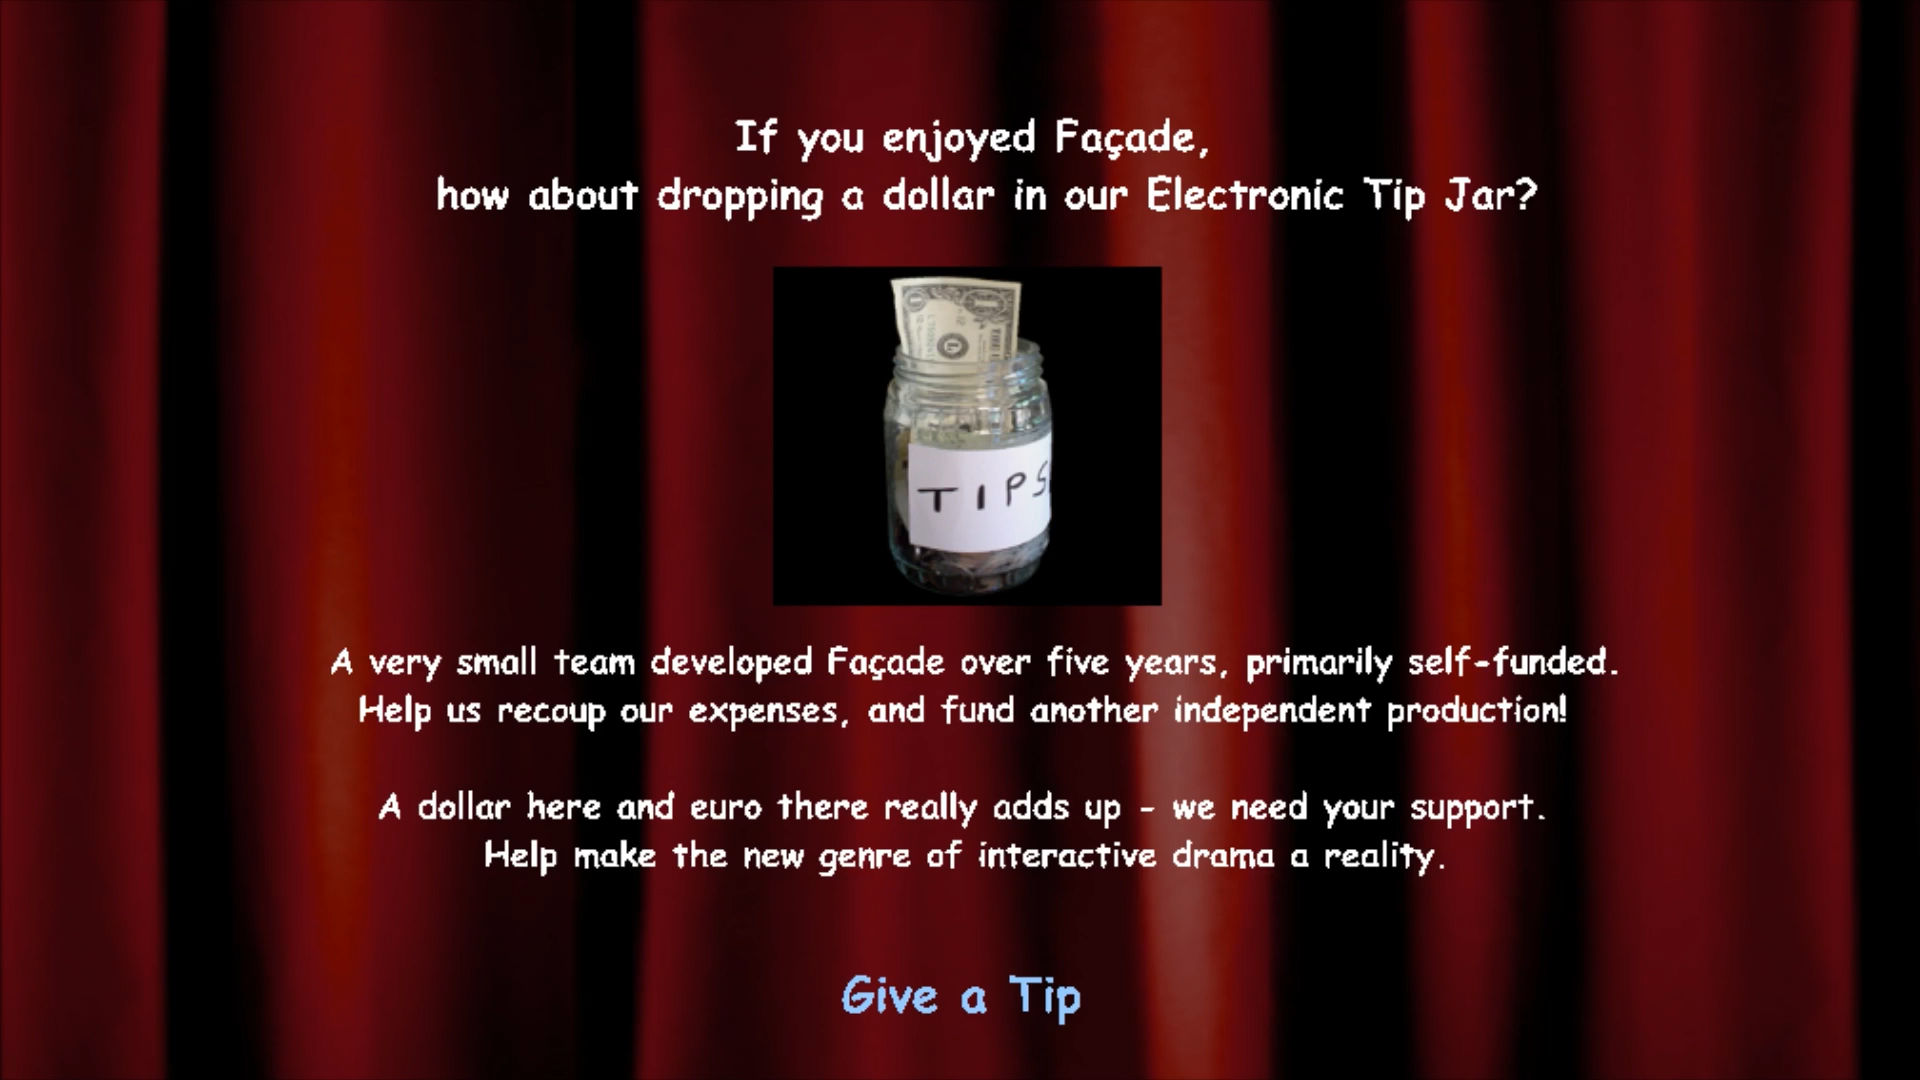 If you enjoyed Façade,
how about dropping a dollar in our Electronic Tip Jar?
TIPS
A very small team developed Façade over five years, primarily self-funded.
Help us recoup our expenses, and fund another independent production!
A dollar here and euro there really adds up - we need your support.
Help make the new genre of interactive drama a reality.
Give a Tip